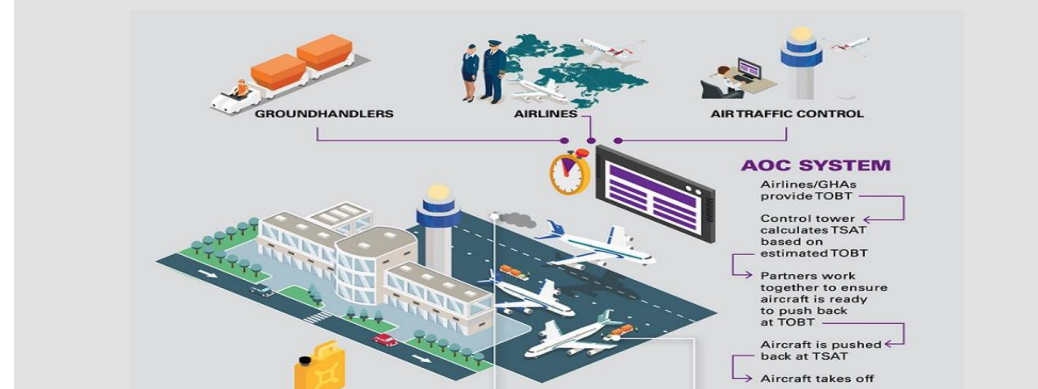 GROUNDHANDLERS
AIRLINES
AIR TRAFFIC CONTROL
AOC SYSTEM
Airlines/GHAs
provide TOBT
Control tower
calculates TSAT
based on
estimated TOBT
Partners work
together to ensure
aircraft is ready
to push back
at TOBT
Aircraft is pushed
back at TSAT
Aircraft takes off